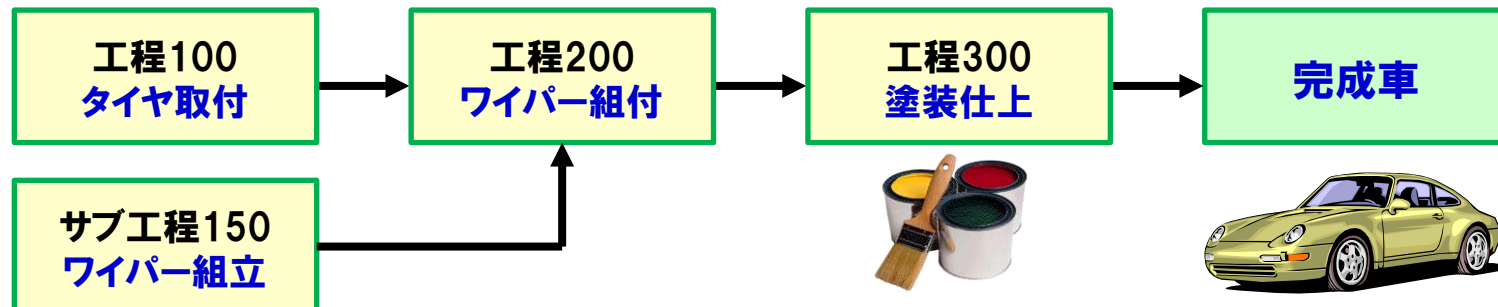 工程100
タイヤ取付
工程200
ワイパー組付
工程300
塗装仕上
完成車
サブ工程150
ワイパー組立